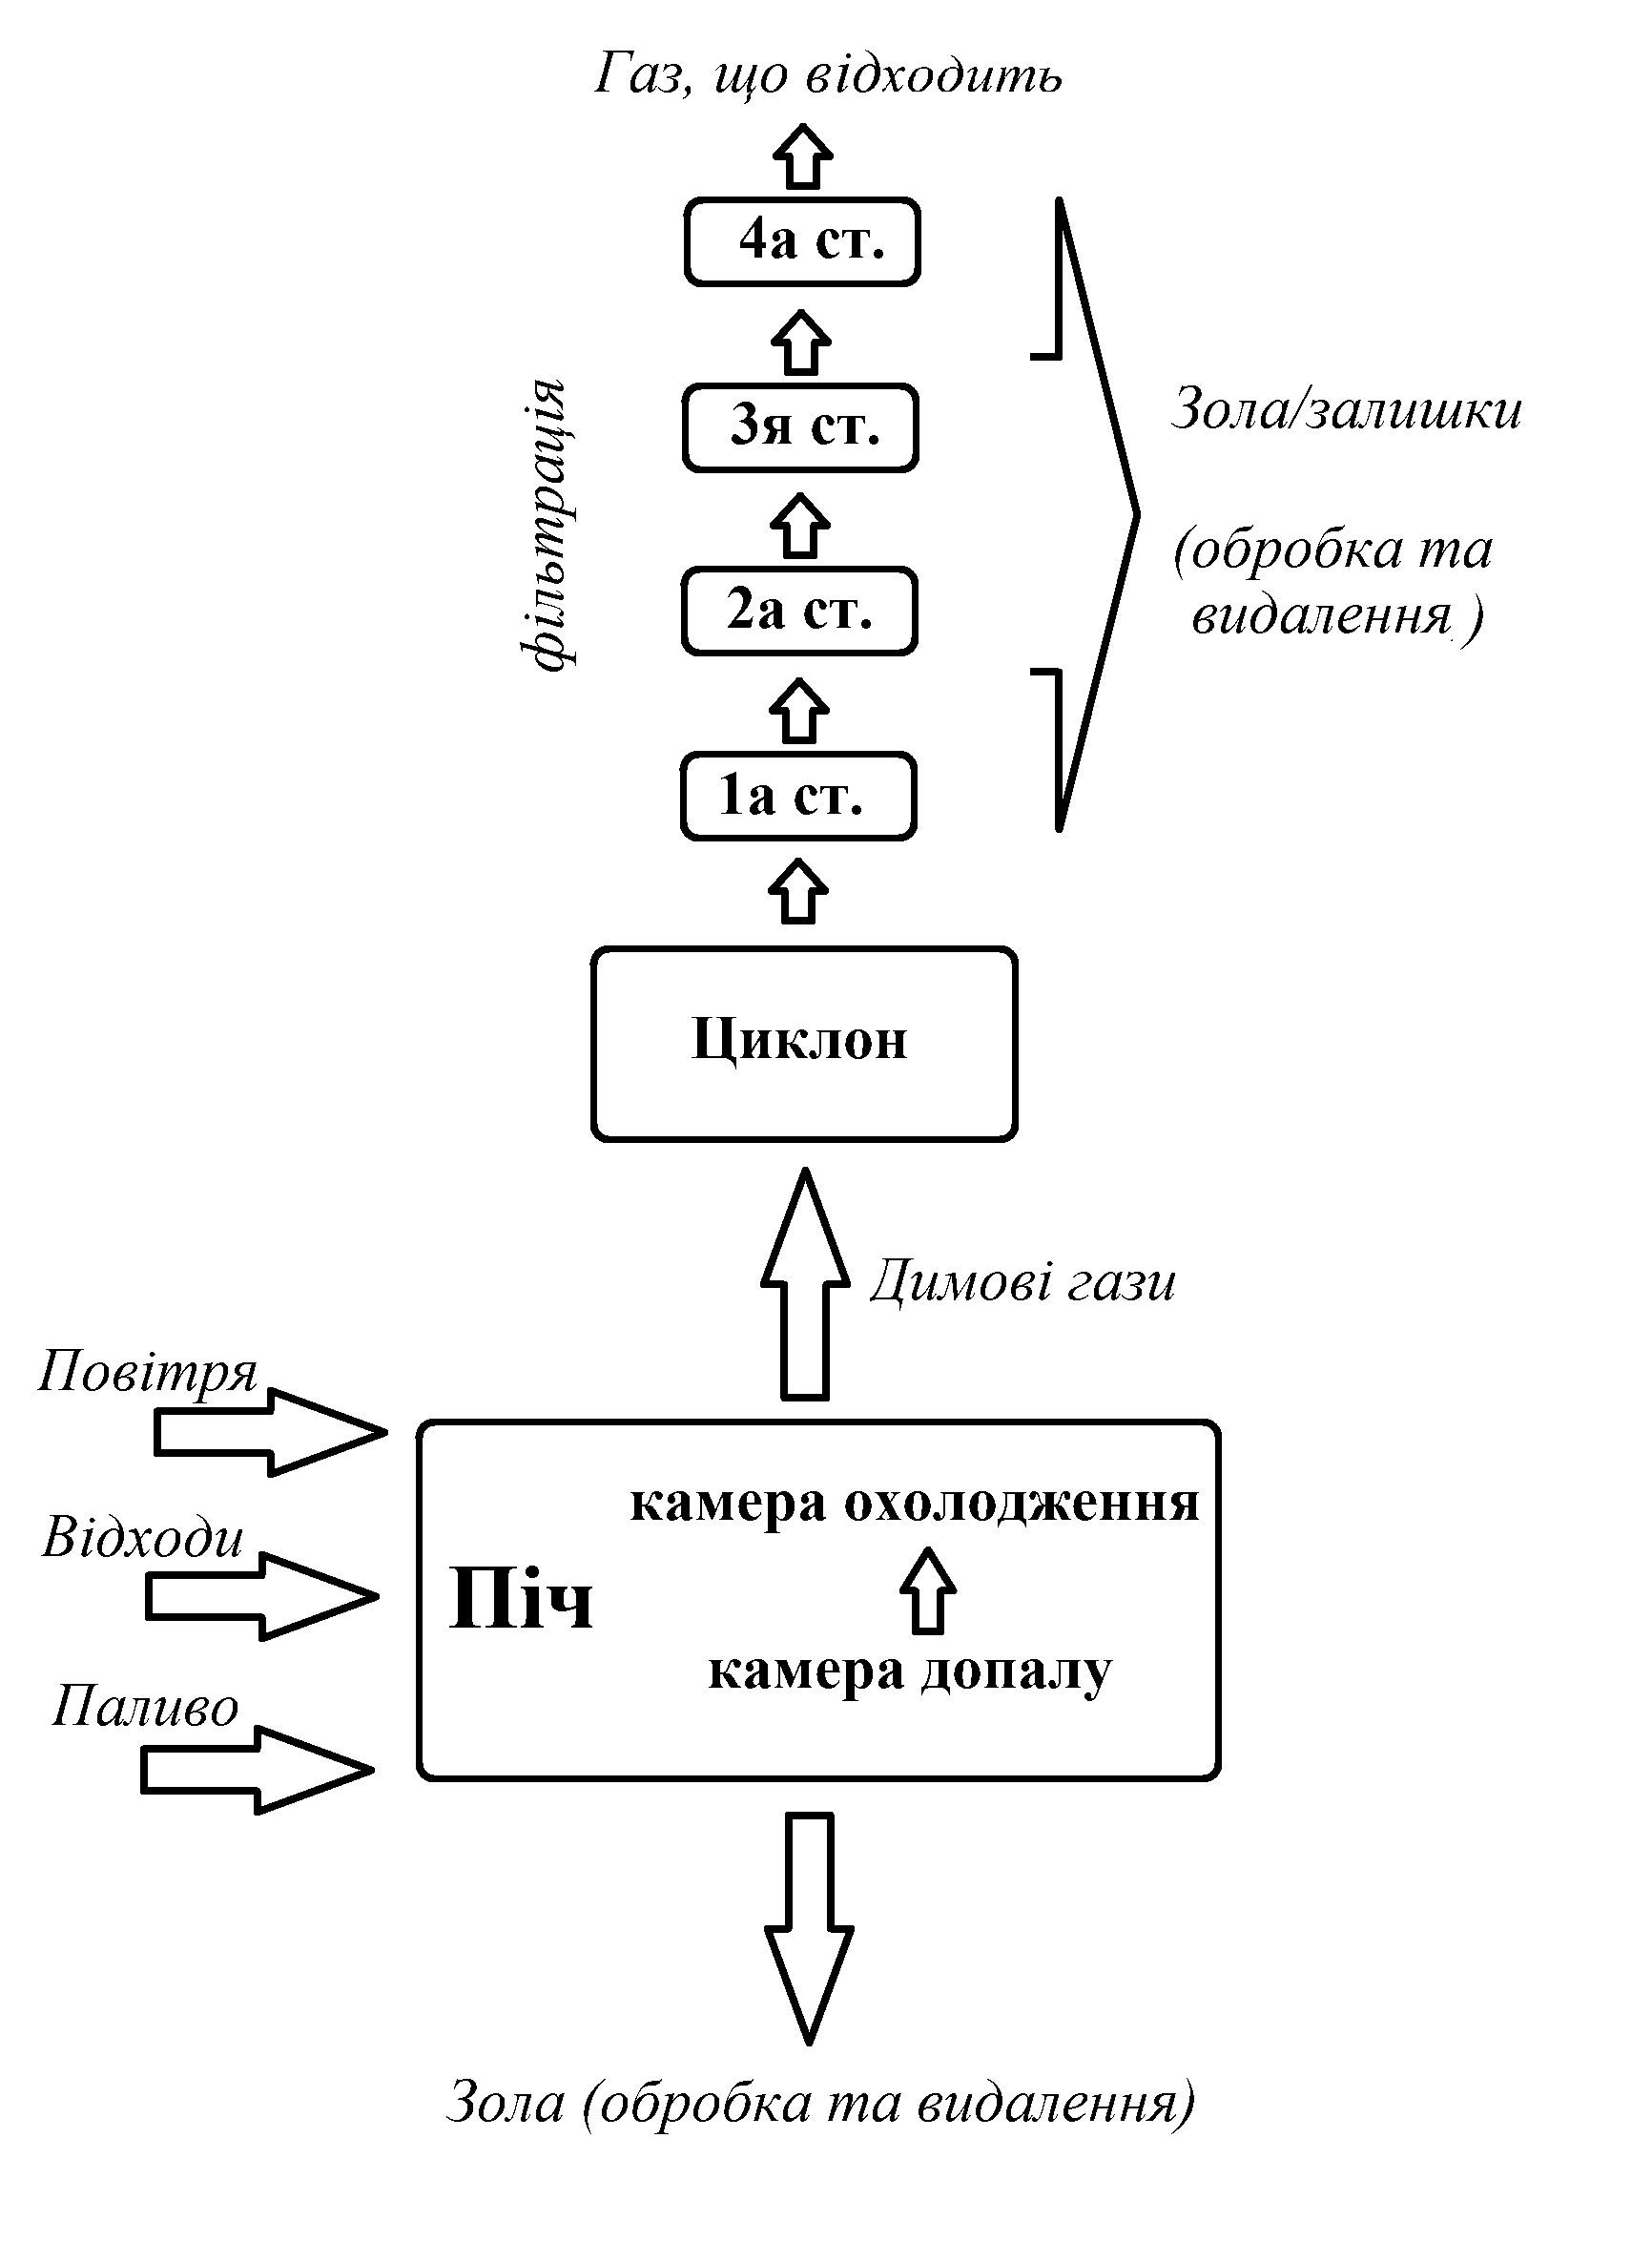 Газ, що відходить
4а ст.
3я ст.
2а ст.
1а ст.
фільтрація
Зола/залишки
(обробка та
видалення )
Циклон
Димові гази
Повітря
Відходи
Паливо
Піч
камера охолодження
камера допалу
Зола (обробка та видалення)